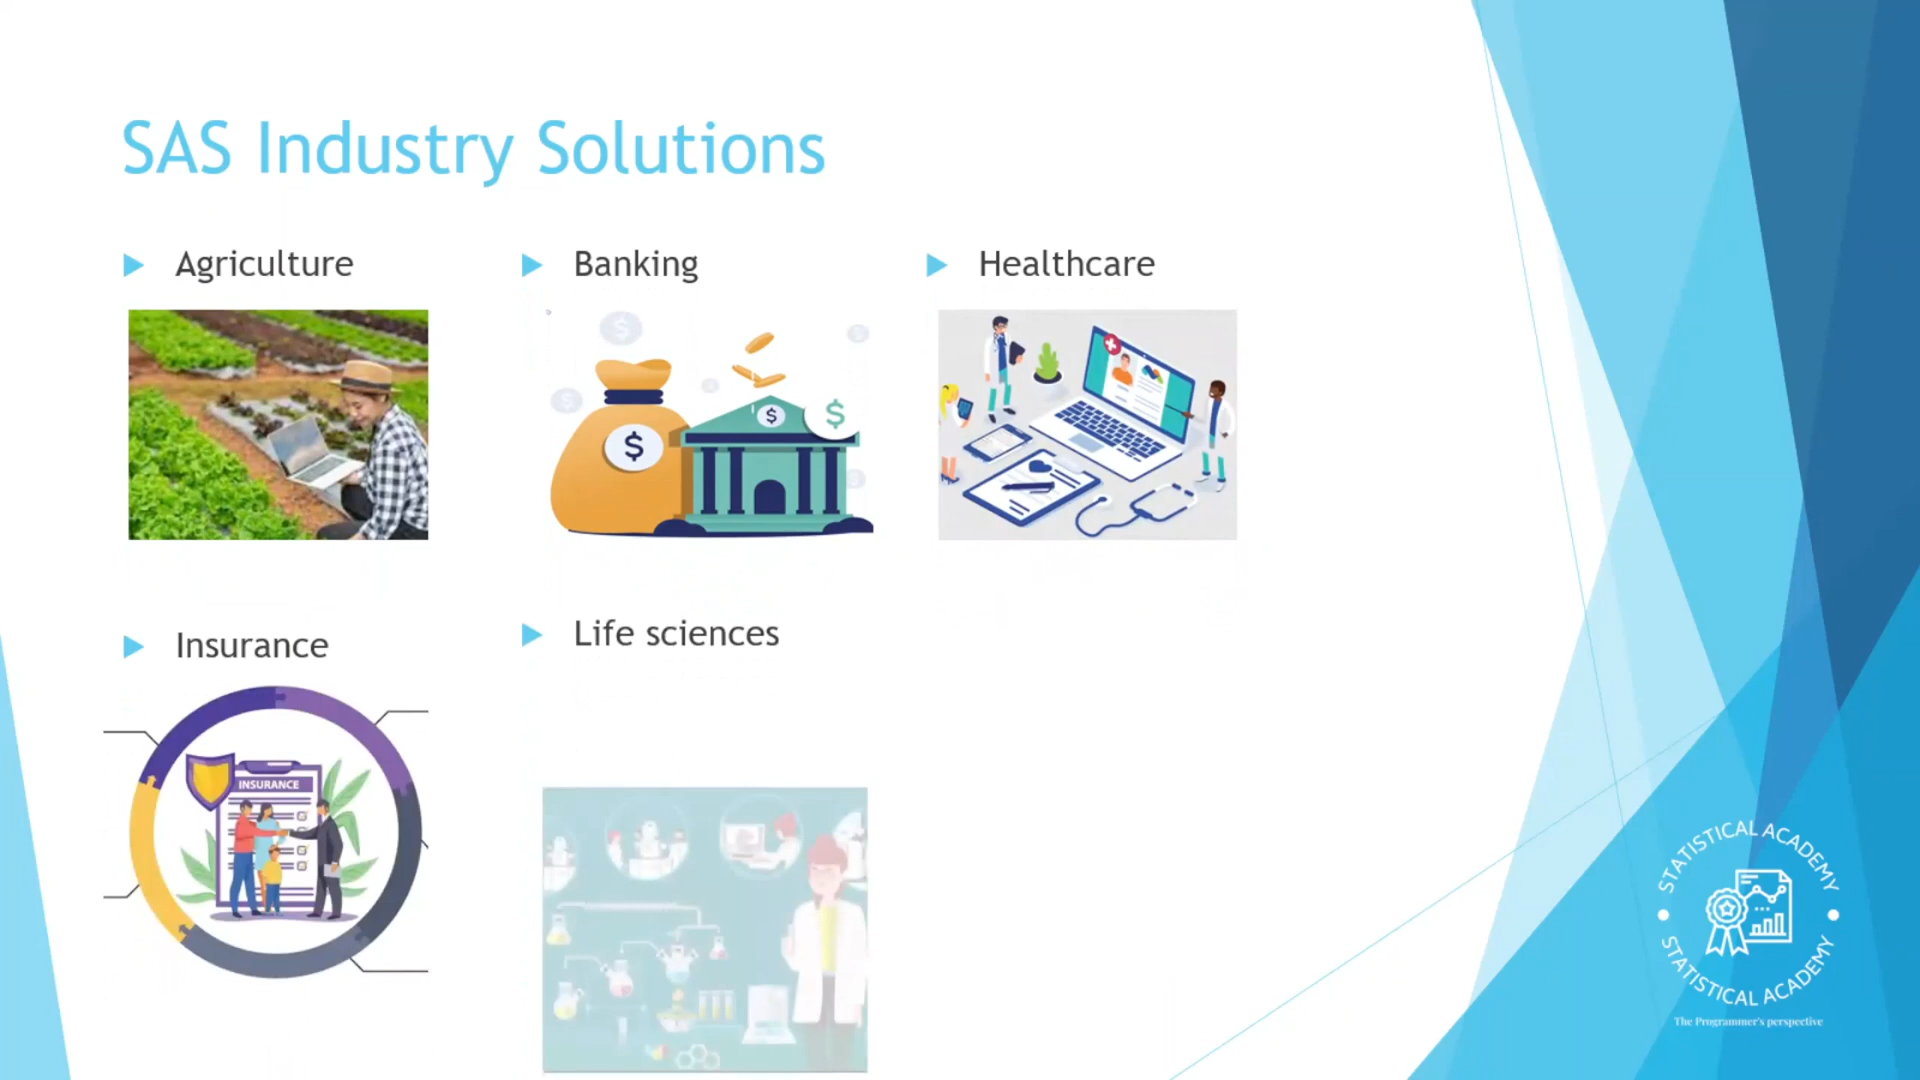 SAS Industry Solutions
Agriculture
Banking
Healthcare
$
$
$
$
Insurance
Life sciences
INSURANCE
STATISTICAL ACADEMY
STATISTICAL ACADEMY
The Programmer's perspective